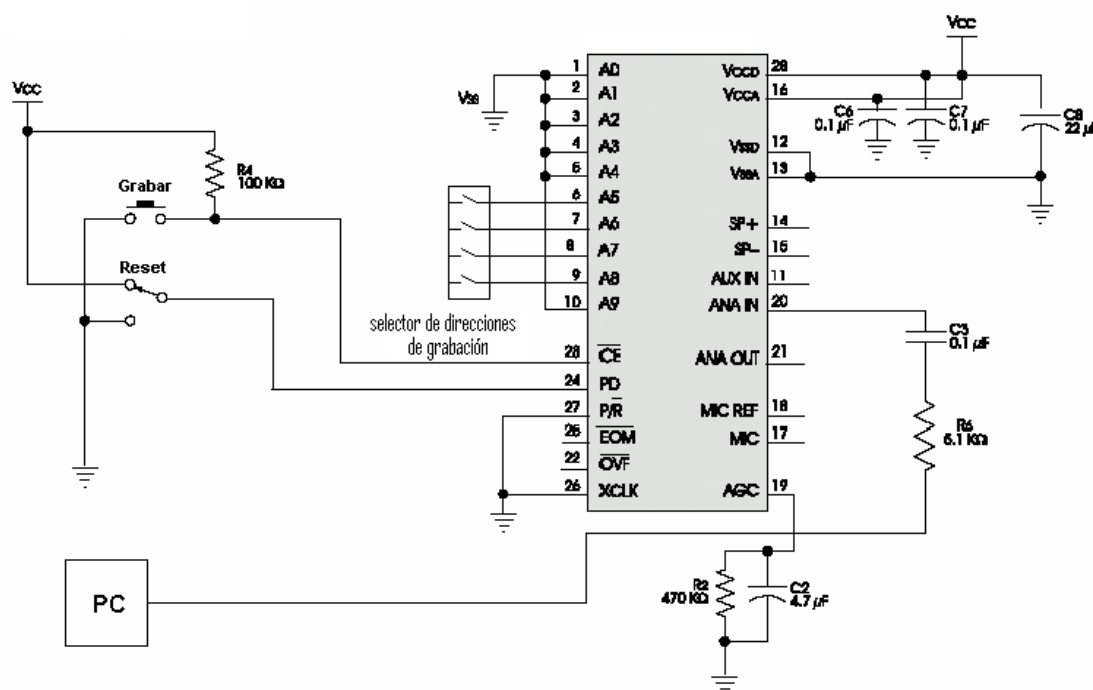 Vcc
Grabar
R4
100 KΩ
Reset
PC
Vss
selector de direcciones
de grabación
1 A0
2 A1
3 A2
4 A3
5 A4
6 A5
7 A6
8 A7
9 A8
10 A9
23 CE
24 PD
27 P/R
25 EOM
22 OVF
26 XCLK
VCCD 28
VCCA 16
VSSD 12
VSSA 13
SP+ 14
SP- 15
AUX IN 11
ANA IN 20
ANA OUT 21
MIC REF 18
MIC 17
AGC 19
Vcc
C6
0.1 µF
C7
0.1 µF
C8
22 µF
C3
0.1 µF
R5
5.1 KΩ
R2
470 KΩ
C2
4.7 µF